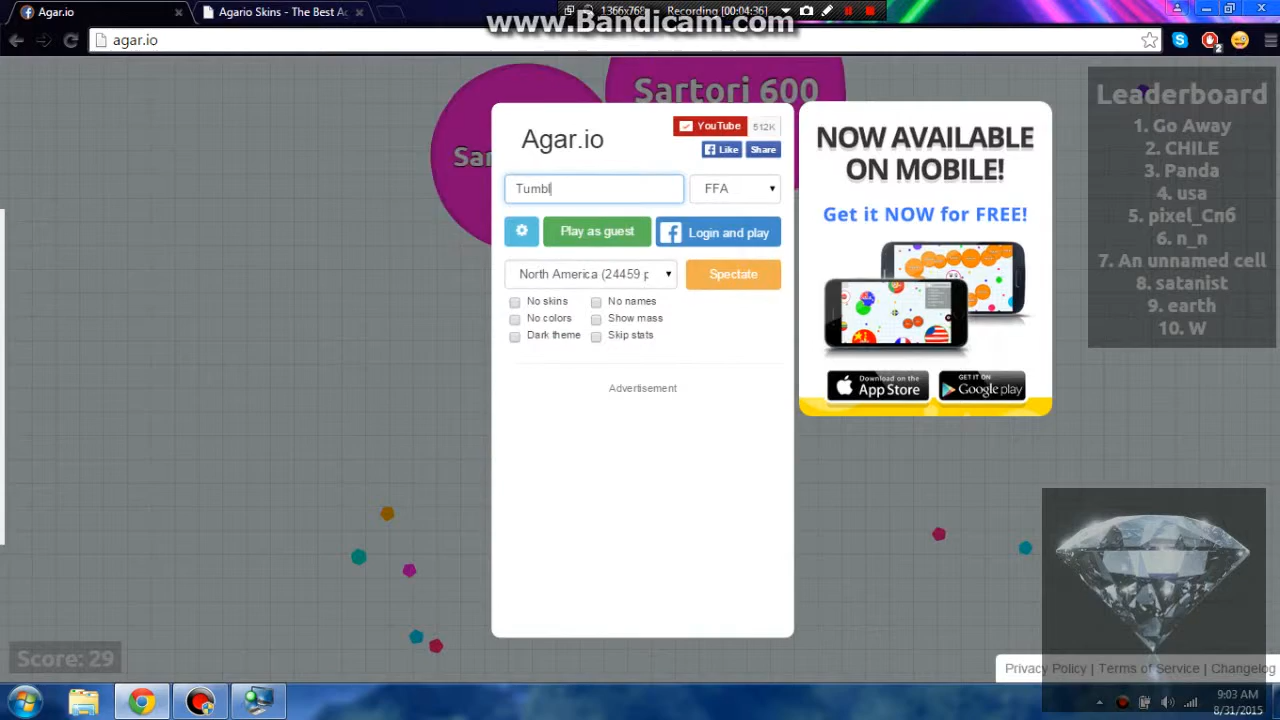 Agar.io
Agario Skins - The Best Ac
1366x768
Recording [00:04:36]
www.Bandicam.com
agar.io
2
Sartori 600
Sar
Agar.io
YouTube 512K
Like Share
Tumbl
FFA
Play as guest
Login and play
North America (24459 p
Spectate
No skins
No names
No colors
Show mass
Dark theme
Skip stats
Advertisement
NOW AVAILABLE
ON MOBILE!
Get it NOW for FREE!
Download on the
App Store
GET IT ON
Google play
Leaderboard
1. Go Away
2. CHILE
3. Panda
4. usa
5. pixel_Cn6
6. n_n
7. An unnamed cell
8. satanist
9. earth
10. W
Score: 29
Privacy Policy | Terms of Service | Changelog
9:03 AM
8/31/2015